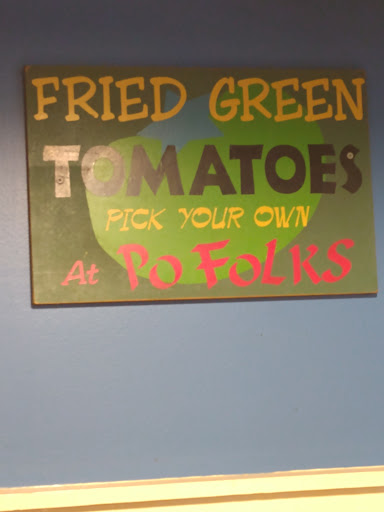 FRIED GREEN
TOMATOES
PICK YOUR OWN
At PO FOLKS